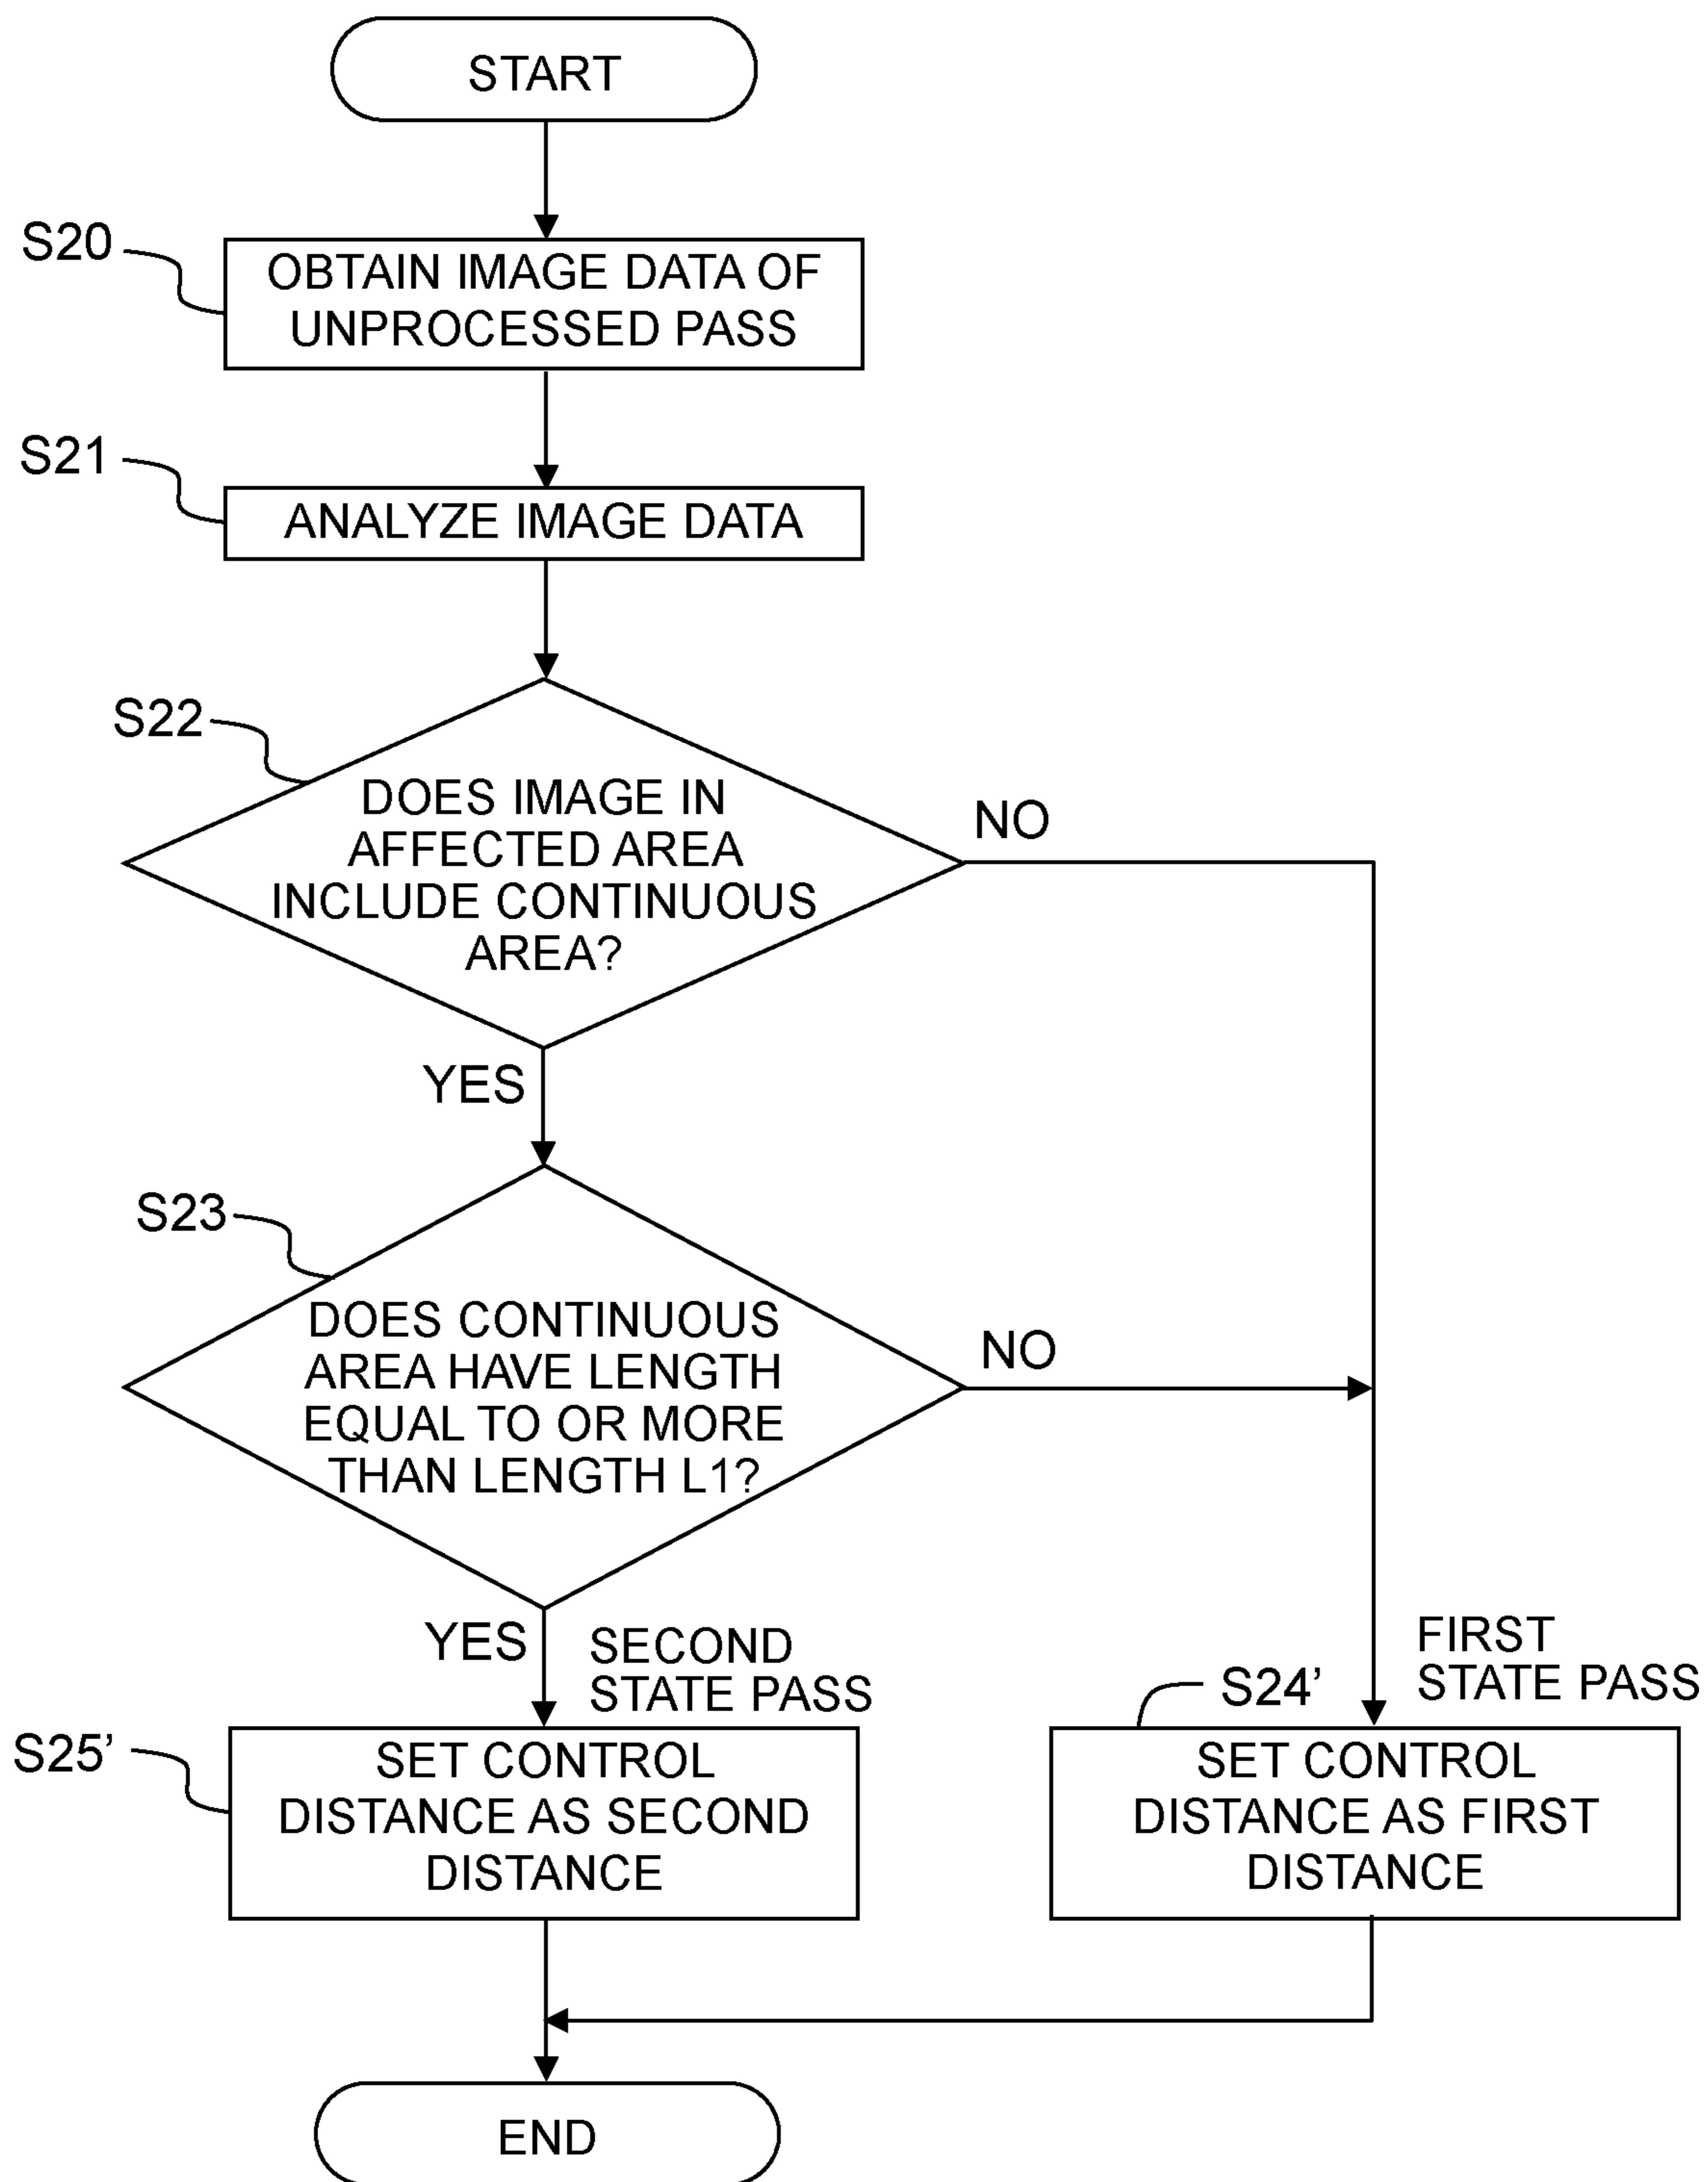 START
S20
OBTAIN IMAGE DATA OF
UNPROCESSED PASS
S21
ANALYZE IMAGE DATA
S22
DOES IMAGE IN
AFFECTED AREA
INCLUDE CONTINUOUS
AREA?
NO
YES
S23
DOES CONTINUOUS
AREA HAVE LENGTH
EQUAL TO OR MORE
THAN LENGTH L1?
NO
YES
SECOND
STATE PASS
FIRST
STATE PASS
S25’
SET CONTROL
DISTANCE AS SECOND
DISTANCE
S24’
SET CONTROL
DISTANCE AS FIRST
DISTANCE
END